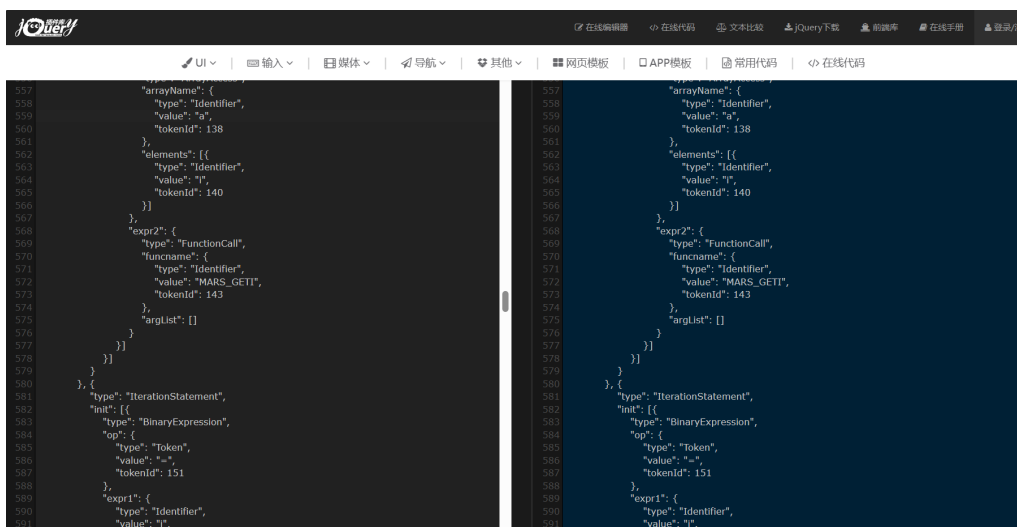 jQuery 插件库
在线编辑器 </> 在线代码 文本比较 jQuery下载 前端库 在线手册 登录/
UI 输入 媒体 导航 其他 网页模板 APP模板 常用代码 </> 在线代码
557 "arrayName": {
558 "type": "Identifier",
559 "value": "a",
560 "tokenId": 138
561 },
562 "elements": [{
563 "type": "Identifier",
564 "value": "i",
565 "tokenId": 140
566 }]
567 },
568 "expr2": {
569 "type": "FunctionCall",
570 "funcname": {
571 "type": "Identifier",
572 "value": "MARS_GETI",
573 "tokenId": 143
574 },
575 "argList": []
576 }
577 }]
578 }]
579 }
580 }, {
581 "type": "IterationStatement",
582 "init": [{
583 "type": "BinaryExpression",
584 "op": {
585 "type": "Token",
586 "value": "=",
587 "tokenId": 151
588 },
589 "expr1": {
590 "type": "Identifier",
591 "value": "i",
557 "arrayName": {
558 "type": "Identifier",
559 "value": "a",
560 "tokenId": 138
561 },
562 "elements": [{
563 "type": "Identifier",
564 "value": "i",
565 "tokenId": 140
566 }]
567 },
568 "expr2": {
569 "type": "FunctionCall",
570 "funcname": {
571 "type": "Identifier",
572 "value": "MARS_GETI",
573 "tokenId": 143
574 },
575 "argList": []
576 }
577 }]
578 }]
579 }
580 }, {
581 "type": "IterationStatement",
582 "init": [{
583 "type": "BinaryExpression",
584 "op": {
585 "type": "Token",
586 "value": "=",
587 "tokenId": 151
588 },
589 "expr1": {
590 "type": "Identifier",
591 "value": "i",